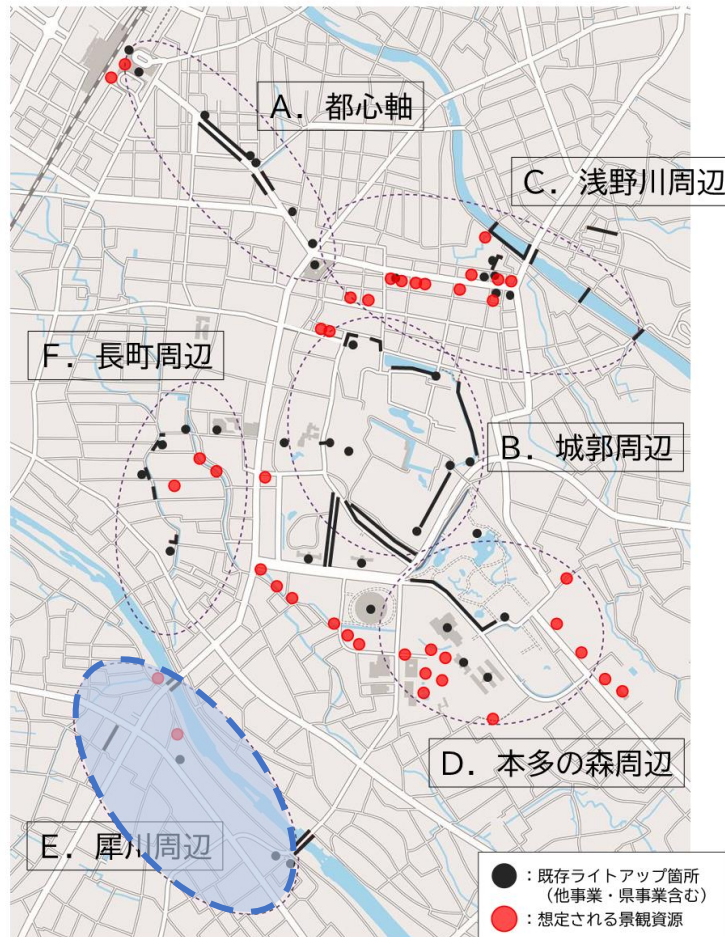 A．都心軸
C．浅野川周辺
F．長町周辺
B．城郭周辺
D．本多の森周辺
E．犀川周辺
：既存ライトアップ箇所
（他事業・県事業含む）
：想定される景観資源